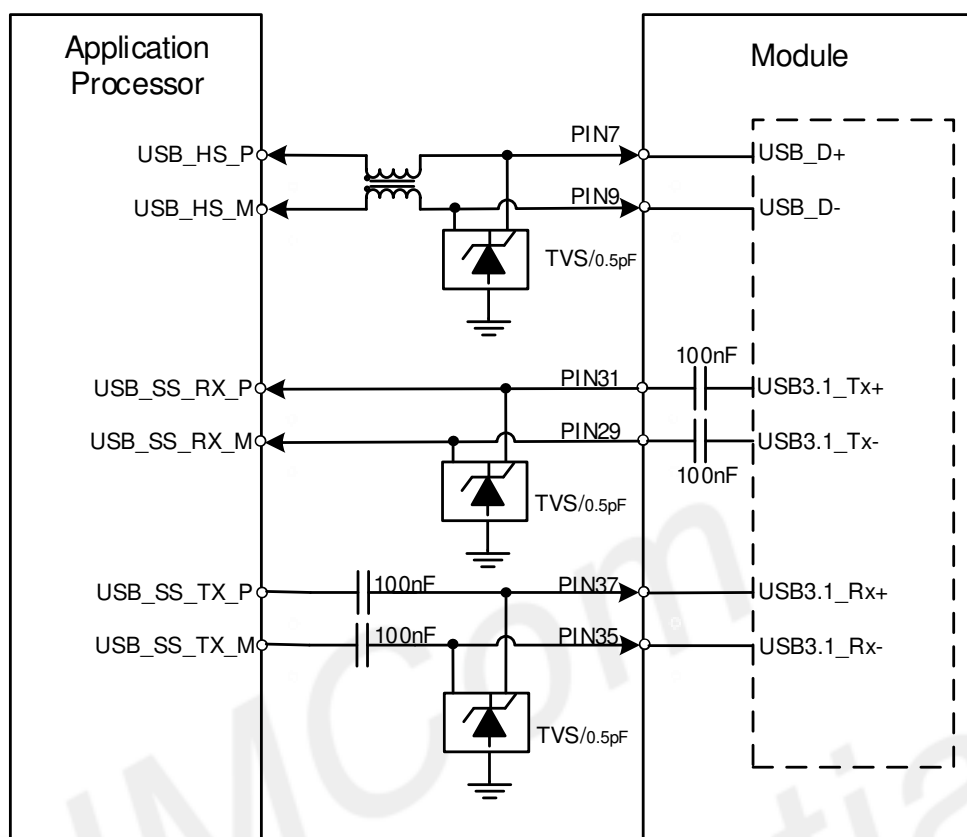 Application
Processor
Module
USB_HS_P
PIN7
USB_D+
USB_HS_M
PIN9
USB_D-
TVS/0.5pF
100nF
USB_SS_RX_P
PIN31
USB3.1_Tx+
USB_SS_RX_M
PIN29
USB3.1_Tx-
100nF
TVS/0.5pF
USB_SS_TX_P
100nF
PIN37
USB3.1_Rx+
USB_SS_TX_M
100nF
PIN35
USB3.1_Rx-
TVS/0.5pF